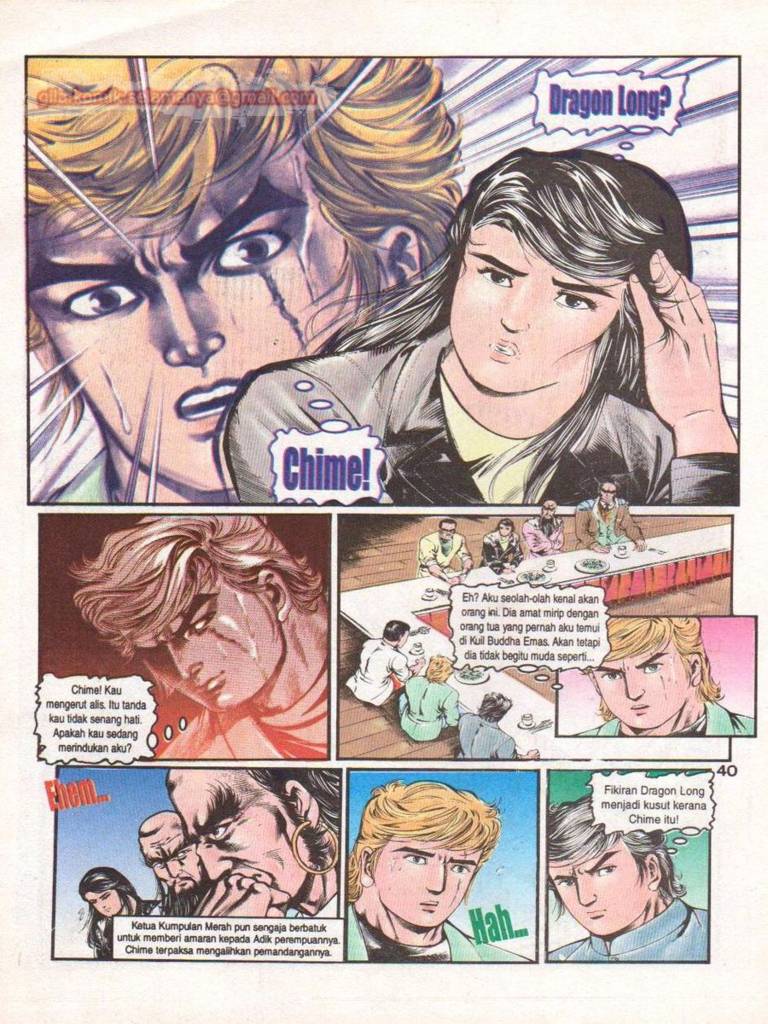 gilakomik.selamanya@gmail.com
Dragon Long?
Chime!
Chime! Kau
mengerut alis. Itu tanda
kau tidak senang hati.
Apakah kau sedang
merindukan aku?
Eh? Aku seolah-olah kenal akan
orang ini. Dia amat mirip dengan
orang tua yang pernah aku temui
di Kuil Buddha Emas. Akan tetapi
dia tidak begitu muda seperti...
40
Ehem...
Ketua Kumpulan Merah pun sengaja berbatuk
untuk memberi amaran kepada Adik perempuannya.
Chime terpaksa mengalihkan pemandangannya.
Hah...
Fikiran Dragon Long
menjadi kusut kerana
Chime itu!